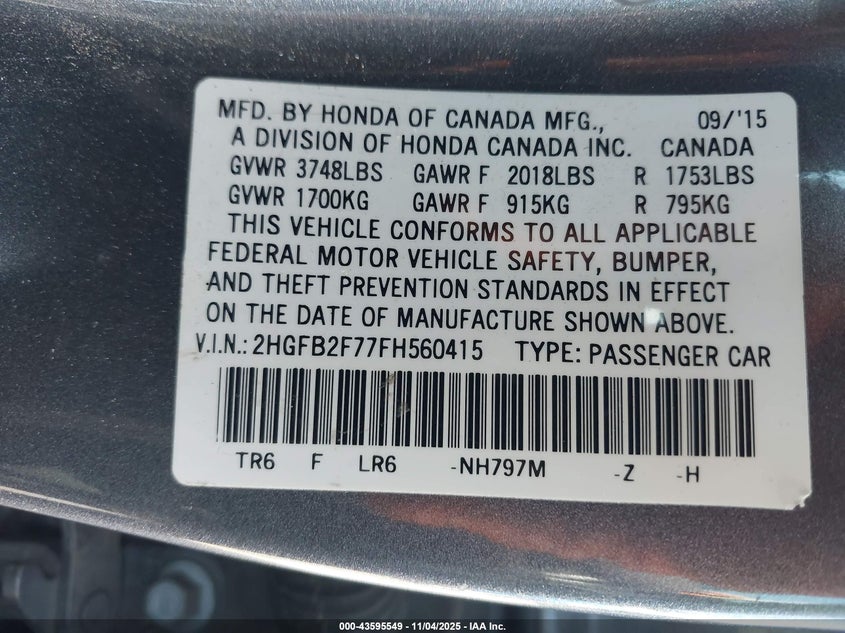 MFD. BY HONDA OF CANADA MFG., 09/'15
A DIVISION OF HONDA CANADA INC. CANADA
GVWR 3748LBS GAWR F 2018LBS R 1753LBS
GVWR 1700KG GAWR F 915KG R 795KG
THIS VEHICLE CONFORMS TO ALL APPLICABLE
FEDERAL MOTOR VEHICLE SAFETY, BUMPER,
AND THEFT PREVENTION STANDARDS IN EFFECT
ON THE DATE OF MANUFACTURE SHOWN ABOVE.
V.I.N.: 2HGFB2F77FH560415 TYPE: PASSENGER CAR
TR6 F LR6 -NH797M -Z -H
000-43595549 - 11/04/2025 - IAA Inc.